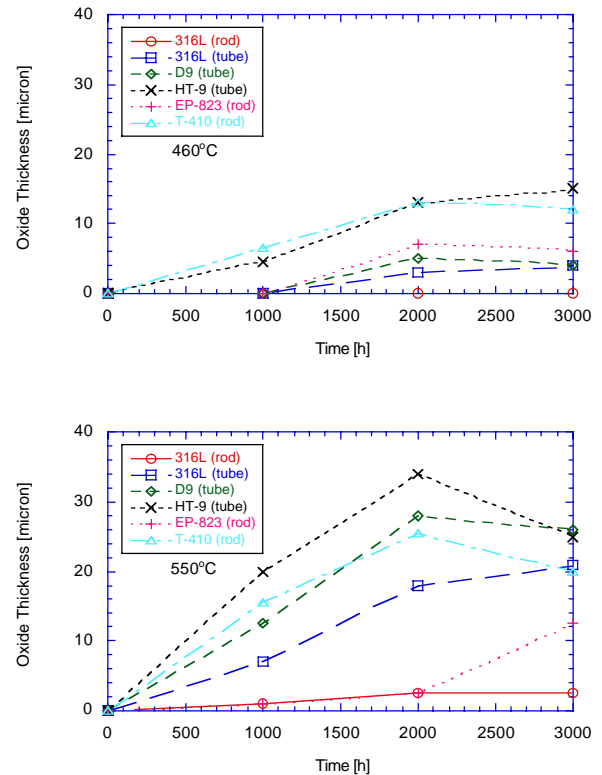 40
30
20
10
0
Oxide Thickness [micron]
316L (rod)
316L (tube)
D9 (tube)
HT-9 (tube)
EP-823 (rod)
T-410 (rod)
460°C
0 500 1000 1500 2000 2500 3000
Time [h]
40
30
20
10
0
Oxide Thickness [micron]
316L (rod)
316L (tube)
D9 (tube)
HT-9 (tube)
EP-823 (rod)
T-410 (rod)
550°C
0 500 1000 1500 2000 2500 3000
Time [h]